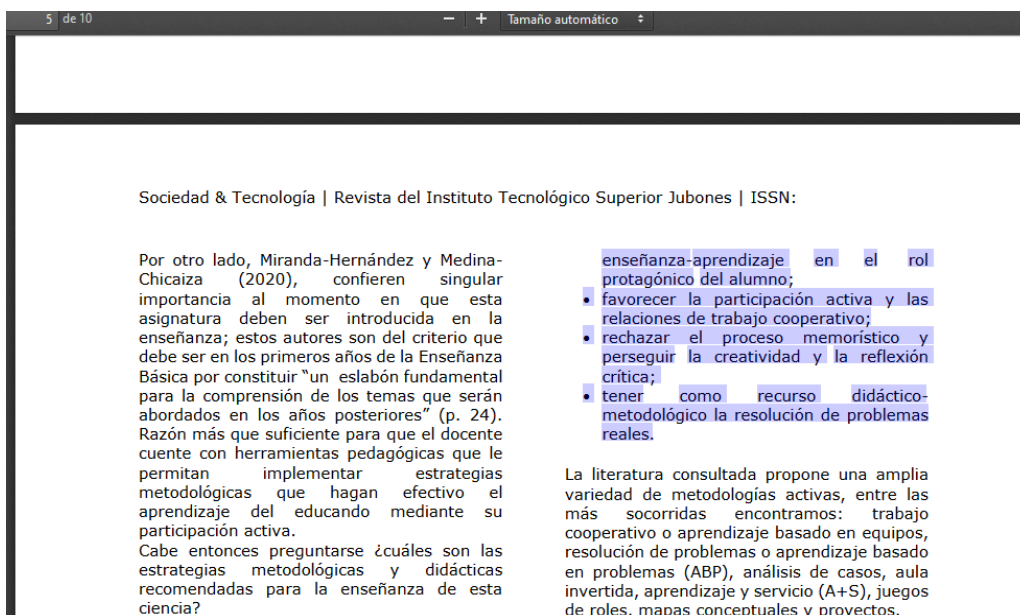 5 de 10 − + Tamaño automático
Sociedad & Tecnología | Revista del Instituto Tecnológico Superior Jubones | ISSN:
Por otro lado, Miranda-Hernández y Medina-
Chicaiza (2020), confieren singular
importancia al momento en que esta
asignatura deben ser introducida en la
enseñanza; estos autores son del criterio que
debe ser en los primeros años de la Enseñanza
Básica por constituir “un eslabón fundamental
para la comprensión de los temas que serán
abordados en los años posteriores” (p. 24).
Razón más que suficiente para que el docente
cuente con herramientas pedagógicas que le
permitan implementar estrategias
metodológicas que hagan efectivo el
aprendizaje del educando mediante su
participación activa.
Cabe entonces preguntarse ¿cuáles son las
estrategias metodológicas y didácticas
recomendadas para la enseñanza de esta
ciencia?
enseñanza-aprendizaje en el rol
protagónico del alumno;
• favorecer la participación activa y las
relaciones de trabajo cooperativo;
• rechazar el proceso memorístico y
perseguir la creatividad y la reflexión
crítica;
• tener como recurso didáctico-
metodológico la resolución de problemas
reales.
La literatura consultada propone una amplia
variedad de metodologías activas, entre las
más socorridas encontramos: trabajo
cooperativo o aprendizaje basado en equipos,
resolución de problemas o aprendizaje basado
en problemas (ABP), análisis de casos, aula
invertida, aprendizaje y servicio (A+S), juegos
de roles, mapas conceptuales y proyectos.